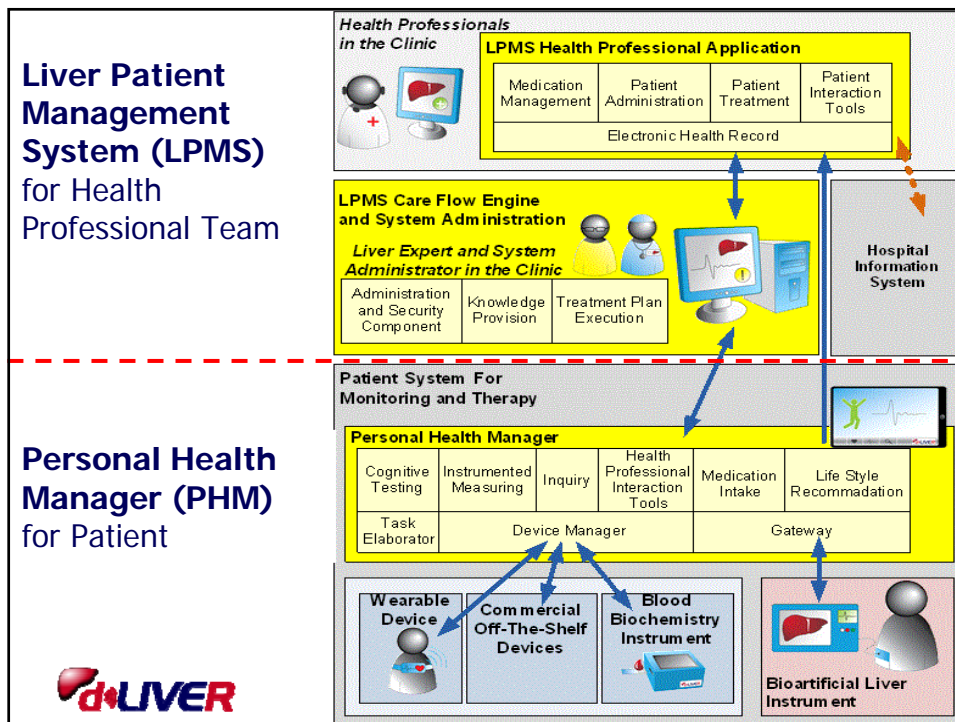 Liver Patient
Management
System (LPMS)
for Health
Professional Team
Health Professionals
in the Clinic
LPMS Health Professional Application
Medication
Management
Patient
Administration
Patient
Treatment
Patient
Interaction
Tools
Electronic Health Record
LPMS Care Flow Engine
and System Administration
Liver Expert and System
Administrator in the Clinic
Administration
and Security
Component
Knowledge
Provision
Treatment Plan
Execution
Hospital
Information
System
Personal Health
Manager (PHM)
for Patient
Patient System For
Monitoring and Therapy
Personal Health Manager
Cognitive
Testing
Instrumented
Measuring
Inquiry
Health
Professional
Interaction
Tools
Medication
Intake
Life Style
Recommadation
Task
Elaborator
Device Manager
Gateway
Wearable
Device
Commercial
Off-The-Shelf
Devices
Blood
Biochemistry
Instrument
Bioartificial Liver
Instrument
d-LIVER